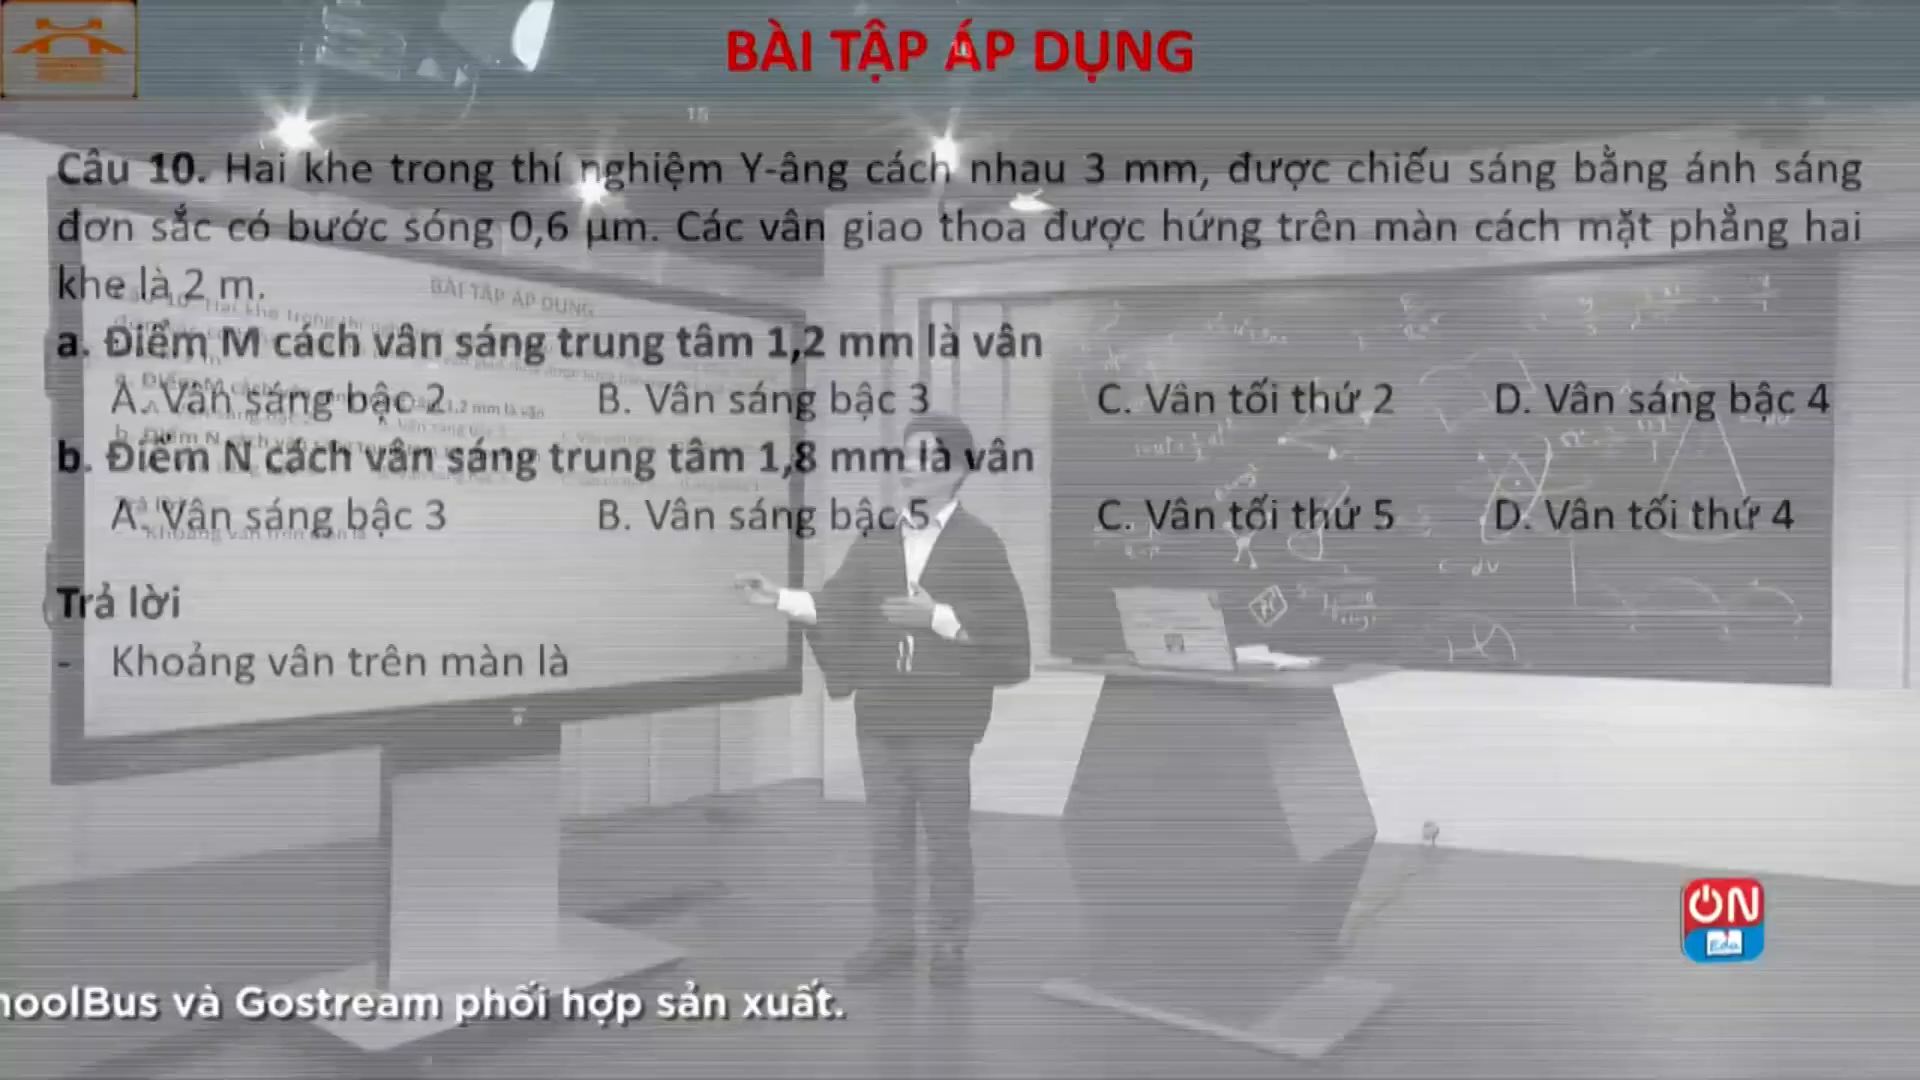 BÀI TẬP ÁP DỤNG
Câu 10. Hai khe trong thí nghiệm Y-âng cách nhau 3 mm, được chiếu sáng bằng ánh sáng
đơn sắc có bước sóng 0,6 μm. Các vân giao thoa được hứng trên màn cách mặt phẳng hai
khe là 2 m.
BÀI TẬP ÁP DỤNG
a. Điểm M cách vân sáng trung tâm 1,2 mm là vân
A. Vân sáng bậc 2 B. Vân sáng bậc 3 C. Vân tối thứ 2 D. Vân sáng bậc 4
b. Điểm N cách vân sáng trung tâm 1,8 mm là vân
A. Vân sáng bậc 3 B. Vân sáng bậc 5 C. Vân tối thứ 5 D. Vân tối thứ 4
Trả lời
- Khoảng vân trên màn là
ON
Edu
hoolBus và Gostream phối hợp sản xuất.